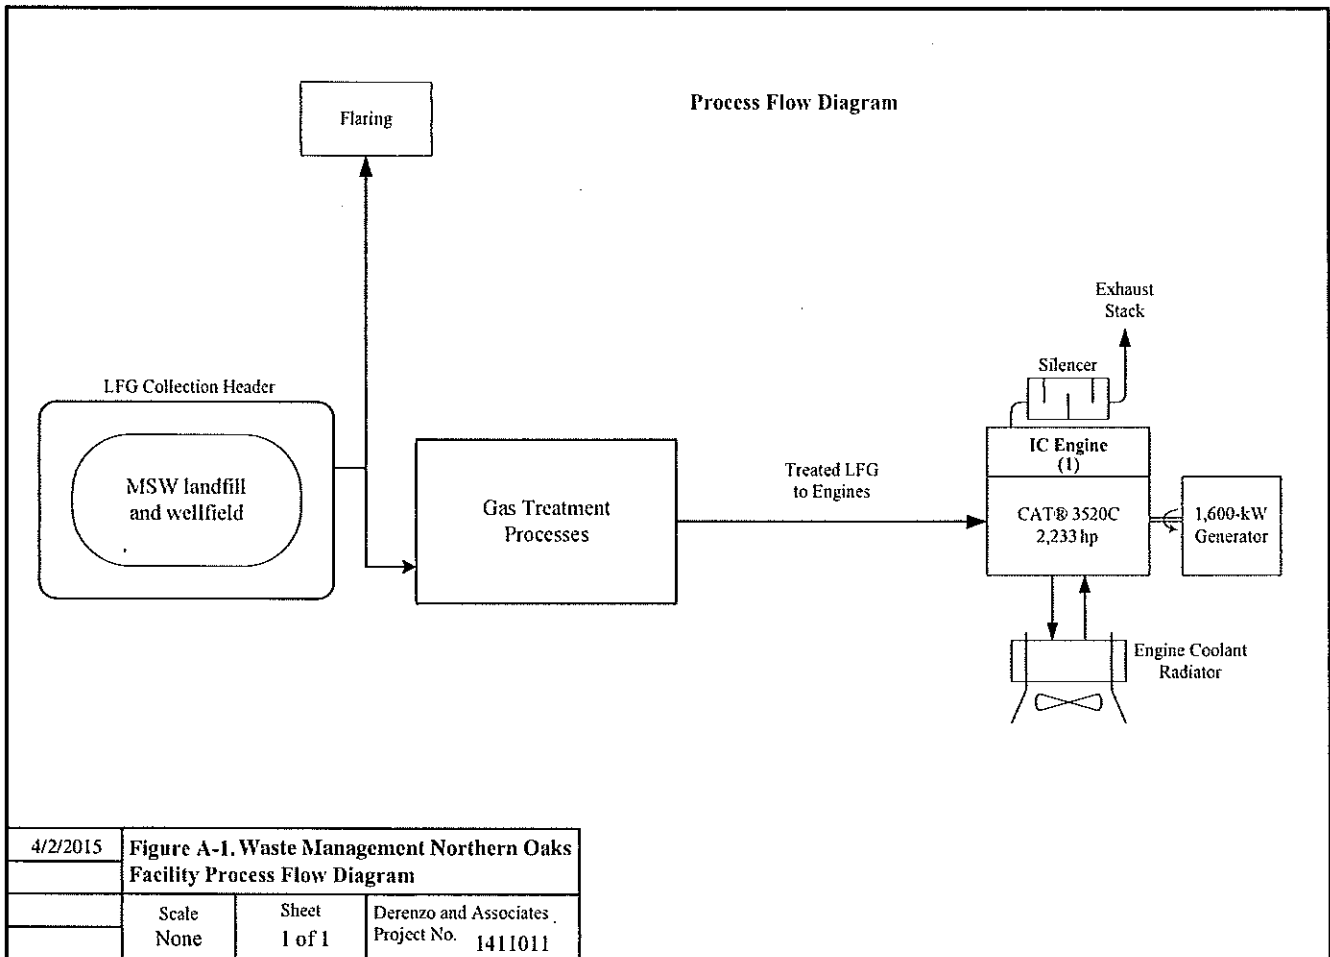 Process Flow Diagram
Flaring
Exhaust
Stack
Silencer
LFG Collection Header
IC Engine
(1)
MSW landfill
and wellfield
Gas Treatment
Processes
Treated LFG
to Engines
CAT® 3520C
2,233 hp
1,600-kW
Generator
Engine Coolant
Radiator
4/2/2015
Figure A-1. Waste Management Northern Oaks
Facility Process Flow Diagram
Scale
None
Sheet
1 of 1
Derenzo and Associates
Project No. 1411011